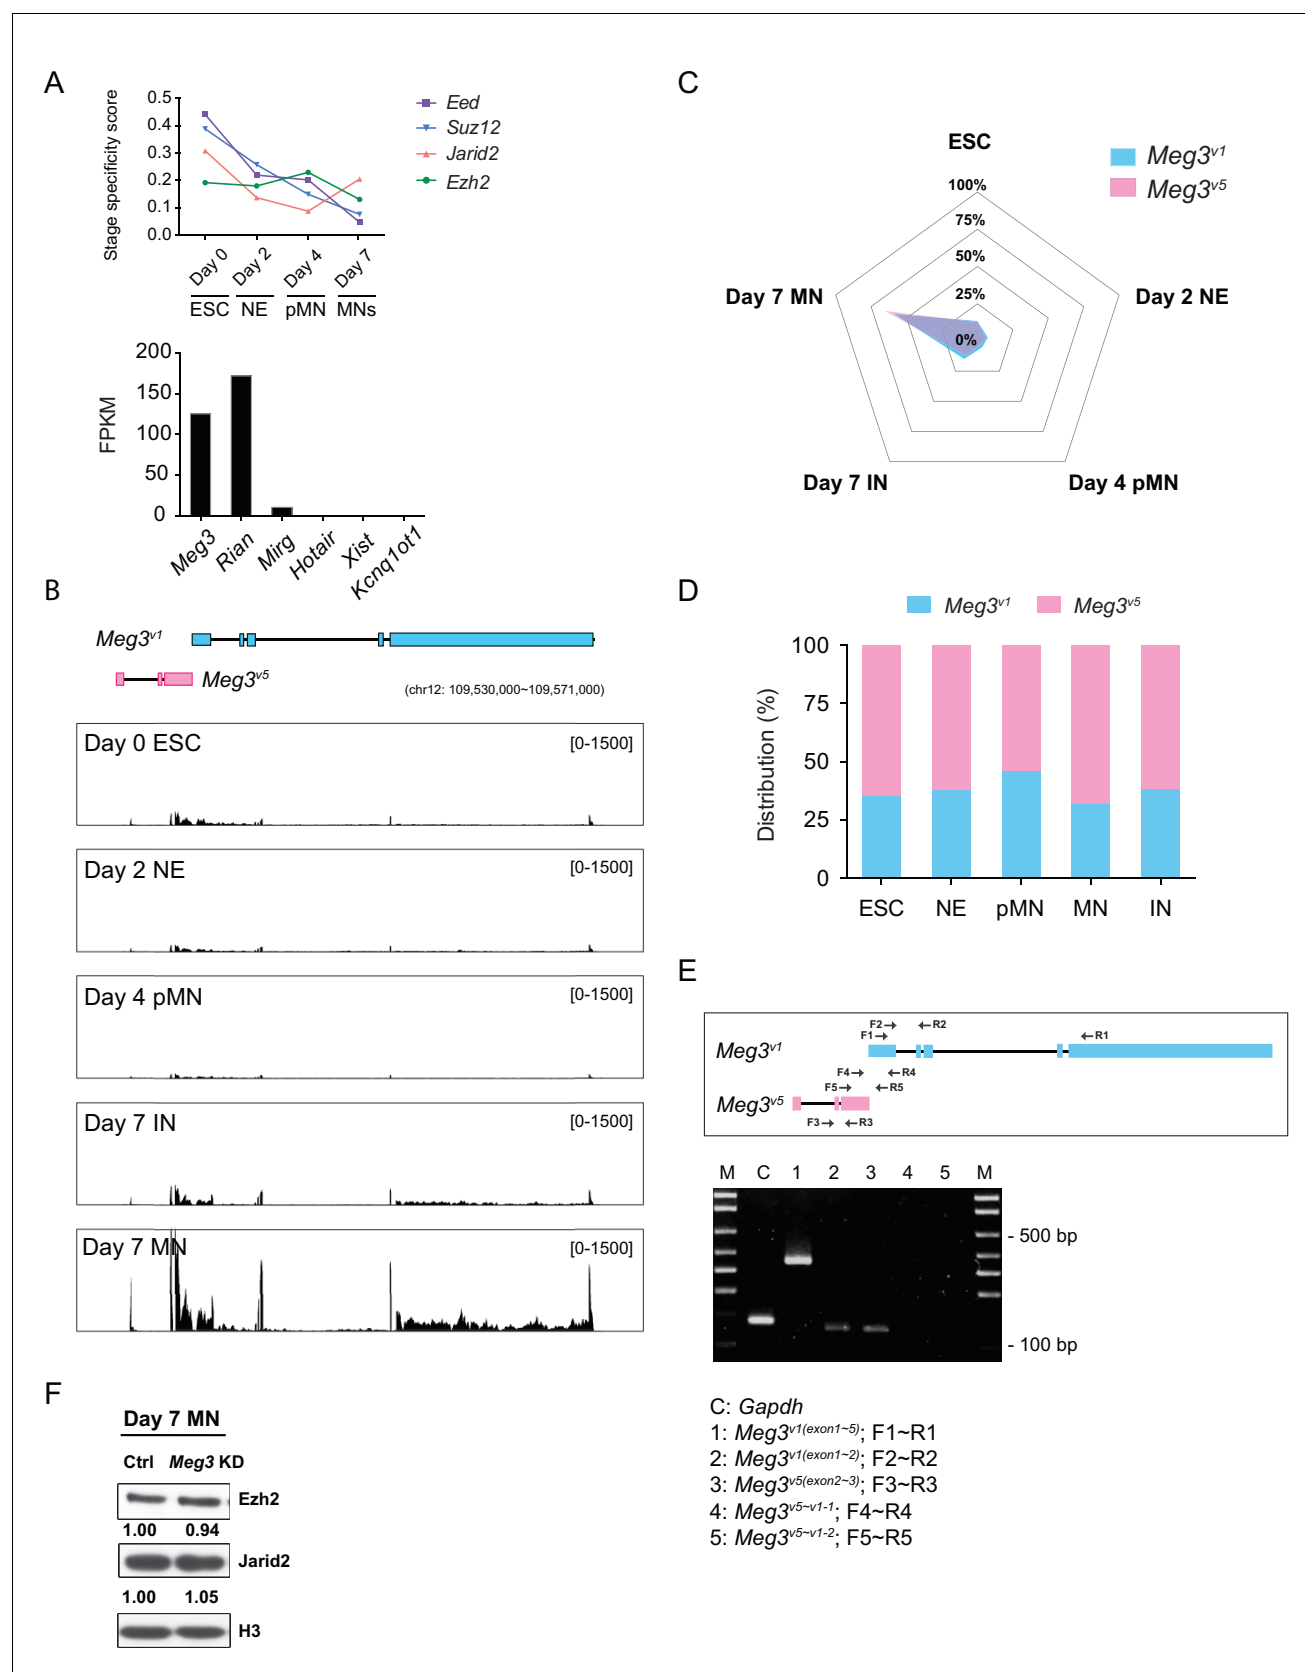 A
Stage specificity score
0.5
0.4
0.3
0.2
0.1
0.0
Day 0
Day 2
Day 4
Day 7
ESC
NE
pMN
MNs
Eed
Suz12
Jarid2
Ezh2
FPKM
200
150
100
50
0
Meg3
Rian
Mirg
Hotair
Xist
Kcnq1ot1
B
Meg3v1
Meg3v5
(chr12: 109,530,000~109,571,000)
Day 0 ESC [0-1500]
Day 2 NE [0-1500]
Day 4 pMN [0-1500]
Day 7 IN [0-1500]
Day 7 MN [0-1500]
C
Meg3v1
Meg3v5
ESC
100%
75%
50%
25%
0%
Day 7 MN
Day 2 NE
Day 7 IN
Day 4 pMN
D
Meg3v1 Meg3v5
Distribution (%)
100
75
50
25
0
ESC NE pMN MN IN
E
F2 R2
F1 R1
Meg3v1
F4 R4
F5 R5
Meg3v5
F3 R3
M C 1 2 3 4 5 M
- 500 bp
- 100 bp
C: Gapdh
1: Meg3v1(exon1~5); F1~R1
2: Meg3v1(exon1~2); F2~R2
3: Meg3v5(exon2~3); F3~R3
4: Meg3v5~v1-1; F4~R4
5: Meg3v5~v1-2; F5~R5
F
Day 7 MN
Ctrl Meg3 KD
Ezh2
1.00 0.94
Jarid2
1.00 1.05
H3